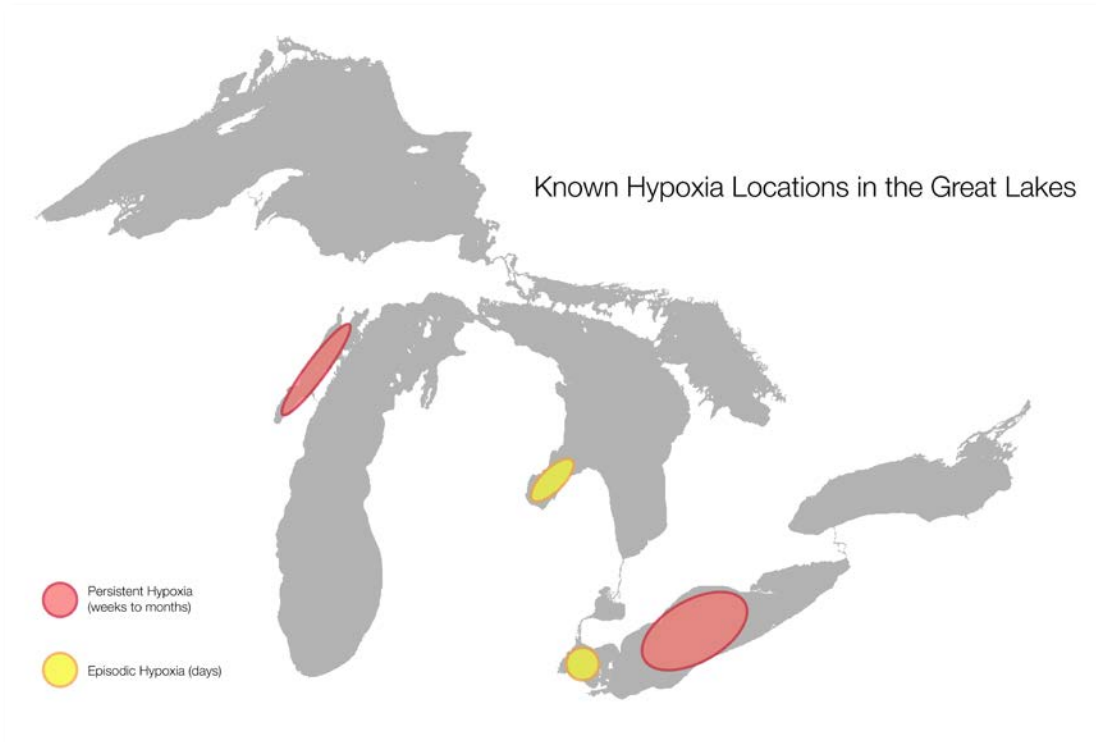 Known Hypoxia Locations in the Great Lakes
Persistent Hypoxia
(weeks to months)
Episodic Hypoxia (days)